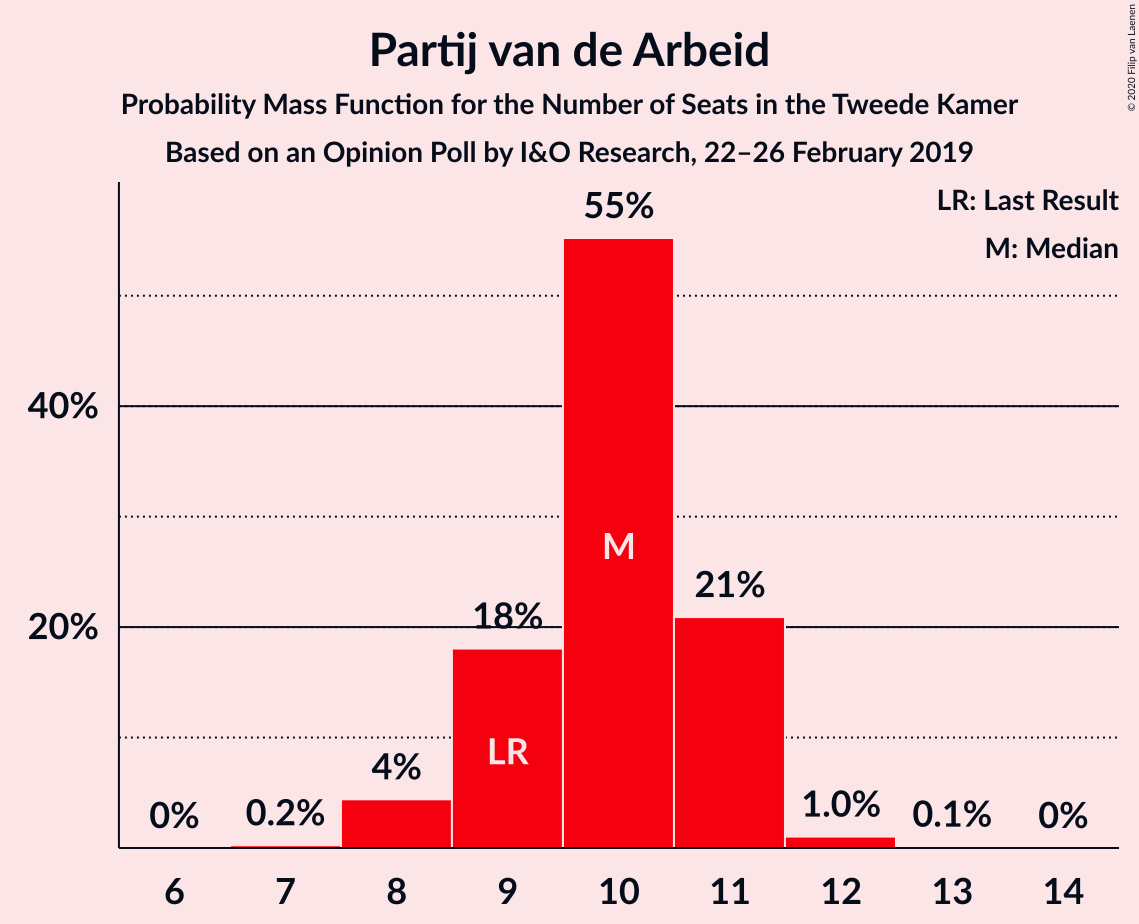 Partij van de Arbeid
Probability Mass Function for the Number of Seats in the Tweede Kamer
Based on an Opinion Poll by I&O Research, 22–26 February 2019
© 2020 Filip van Laenen
LR: Last Result
M: Median
55%
40%
M
21%
18%
20%
LR
4%
0%
0.2%
1.0%
0.1%
0%
6 7 8 9 10 11 12 13 14